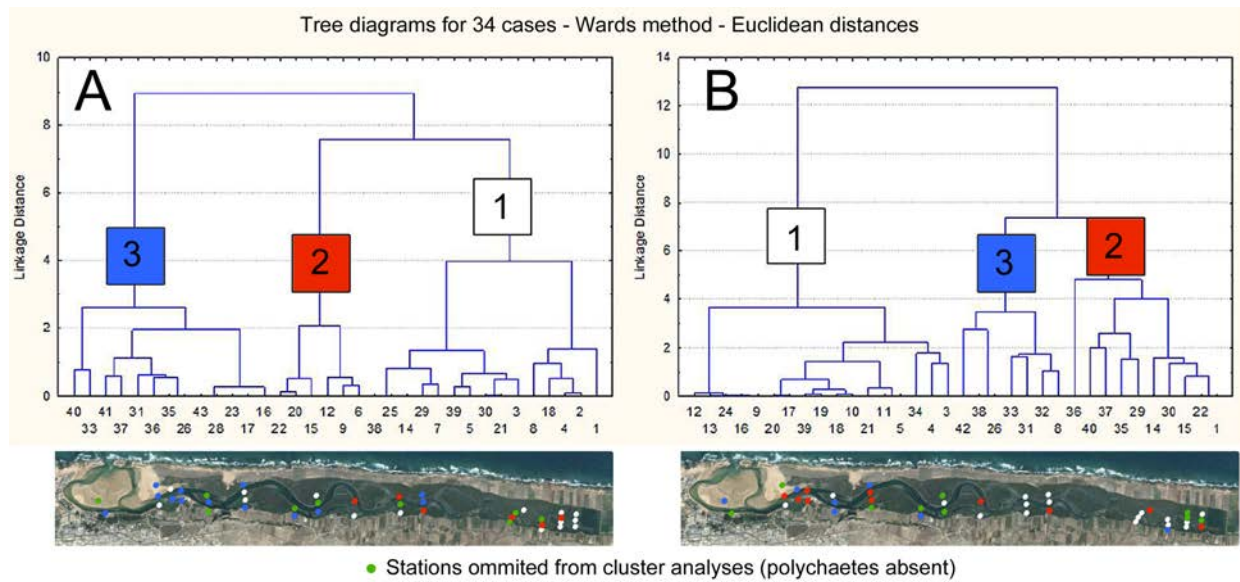 Tree diagrams for 34 cases - Wards method - Euclidean distances
A
10
8
6
4
2
0
Linkage Distance
3
2
1
40 41 31 35 43 23 16 20 12 6 25 29 39 30 3 18 2
33 37 36 26 28 17 22 15 9 38 14 7 5 21 8 4 1
B
14
12
10
8
6
4
2
0
Linkage Distance
1
3
2
12 24 9 17 19 10 11 34 3 38 33 32 36 37 29 30 22
13 16 20 39 18 21 5 4 42 26 31 8 40 35 14 15 1
● Stations ommited from cluster analyses (polychaetes absent)